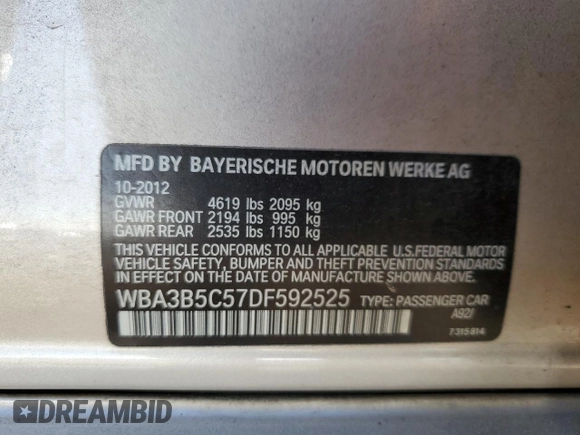 MFD BY BAYERISCHE MOTOREN WERKE AG
10-2012
GVWR 4619 lbs 2095 kg
GAWR FRONT 2194 lbs 995 kg
GAWR REAR 2535 lbs 1150 kg
THIS VEHICLE CONFORMS TO ALL APPLICABLE U.S.FEDERAL MOTOR
VEHICLE SAFETY, BUMPER AND THEFT PREVENTION STANDARDS
IN EFFECT ON THE DATE OF MANUFACTURE SHOWN ABOVE.
WBA3B5C57DF592525 TYPE: PASSENGER CAR
A92/
7315814
DREAMBID